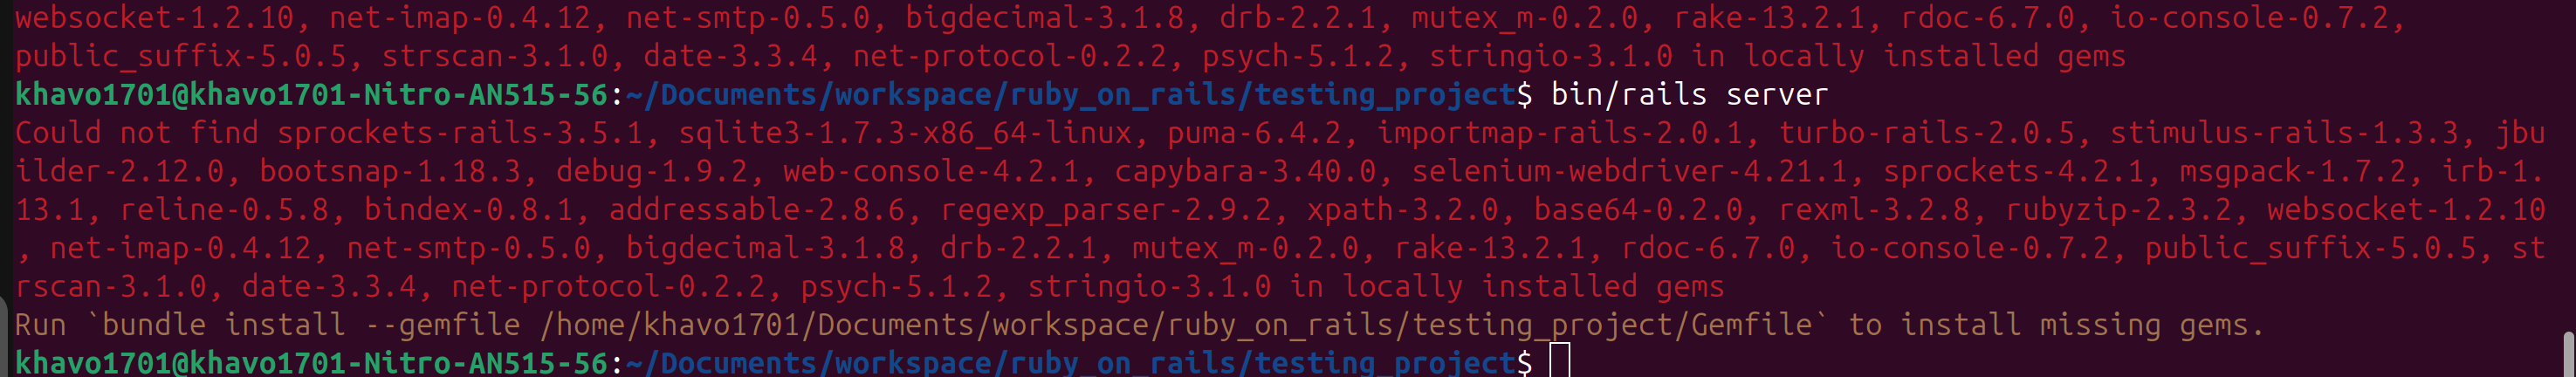 websocket-1.2.10, net-imap-0.4.12, net-smtp-0.5.0, bigdecimal-3.1.8, drb-2.2.1, mutex_m-0.2.0, rake-13.2.1, rdoc-6.7.0, io-console-0.7.2,
public_suffix-5.0.5, strscan-3.1.0, date-3.3.4, net-protocol-0.2.2, psych-5.1.2, stringio-3.1.0 in locally installed gems
khavo1701@khavo1701-Nitro-AN515-56:~/Documents/workspace/ruby_on_rails/testing_project$ bin/rails server
Could not find sprockets-rails-3.5.1, sqlite3-1.7.3-x86_64-linux, puma-6.4.2, importmap-rails-2.0.1, turbo-rails-2.0.5, stimulus-rails-1.3.3, jbu
ilder-2.12.0, bootsnap-1.18.3, debug-1.9.2, web-console-4.2.1, capybara-3.40.0, selenium-webdriver-4.21.1, sprockets-4.2.1, msgpack-1.7.2, irb-1.
13.1, reline-0.5.8, bindex-0.8.1, addressable-2.8.6, regexp_parser-2.9.2, xpath-3.2.0, base64-0.2.0, rexml-3.2.8, rubyzip-2.3.2, websocket-1.2.10
, net-imap-0.4.12, net-smtp-0.5.0, bigdecimal-3.1.8, drb-2.2.1, mutex_m-0.2.0, rake-13.2.1, rdoc-6.7.0, io-console-0.7.2, public_suffix-5.0.5, st
rscan-3.1.0, date-3.3.4, net-protocol-0.2.2, psych-5.1.2, stringio-3.1.0 in locally installed gems
Run `bundle install --gemfile /home/khavo1701/Documents/workspace/ruby_on_rails/testing_project/Gemfile` to install missing gems.
khavo1701@khavo1701-Nitro-AN515-56:~/Documents/workspace/ruby_on_rails/testing_project$